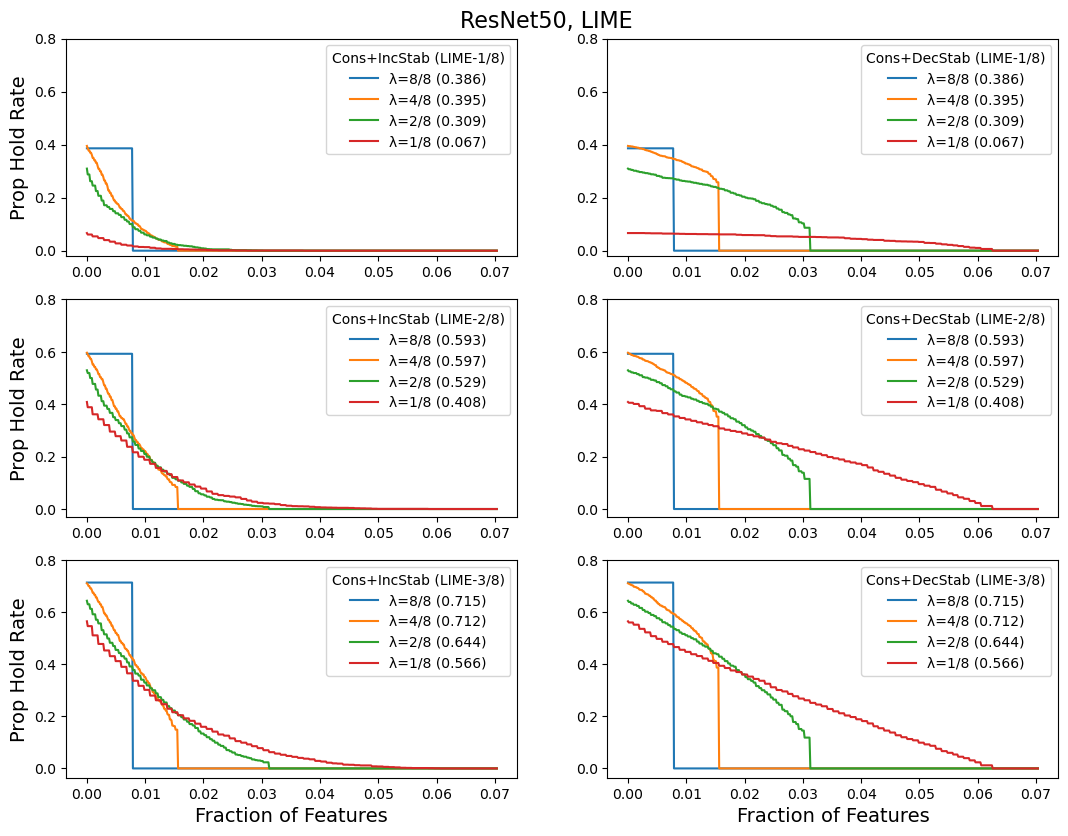 ResNet50, LIME
Prop Hold Rate
0.8
0.6
0.4
0.2
0.0
Cons+IncStab (LIME-1/8)
λ=8/8 (0.386)
λ=4/8 (0.395)
λ=2/8 (0.309)
λ=1/8 (0.067)
0.00 0.01 0.02 0.03 0.04 0.05 0.06 0.07
0.8
0.6
0.4
0.2
0.0
Cons+DecStab (LIME-1/8)
λ=8/8 (0.386)
λ=4/8 (0.395)
λ=2/8 (0.309)
λ=1/8 (0.067)
0.00 0.01 0.02 0.03 0.04 0.05 0.06 0.07
Prop Hold Rate
0.8
0.6
0.4
0.2
0.0
Cons+IncStab (LIME-2/8)
λ=8/8 (0.593)
λ=4/8 (0.597)
λ=2/8 (0.529)
λ=1/8 (0.408)
0.00 0.01 0.02 0.03 0.04 0.05 0.06 0.07
0.8
0.6
0.4
0.2
0.0
Cons+DecStab (LIME-2/8)
λ=8/8 (0.593)
λ=4/8 (0.597)
λ=2/8 (0.529)
λ=1/8 (0.408)
0.00 0.01 0.02 0.03 0.04 0.05 0.06 0.07
Prop Hold Rate
0.8
0.6
0.4
0.2
0.0
Cons+IncStab (LIME-3/8)
λ=8/8 (0.715)
λ=4/8 (0.712)
λ=2/8 (0.644)
λ=1/8 (0.566)
0.00 0.01 0.02 0.03 0.04 0.05 0.06 0.07
Fraction of Features
0.8
0.6
0.4
0.2
0.0
Cons+DecStab (LIME-3/8)
λ=8/8 (0.715)
λ=4/8 (0.712)
λ=2/8 (0.644)
λ=1/8 (0.566)
0.00 0.01 0.02 0.03 0.04 0.05 0.06 0.07
Fraction of Features